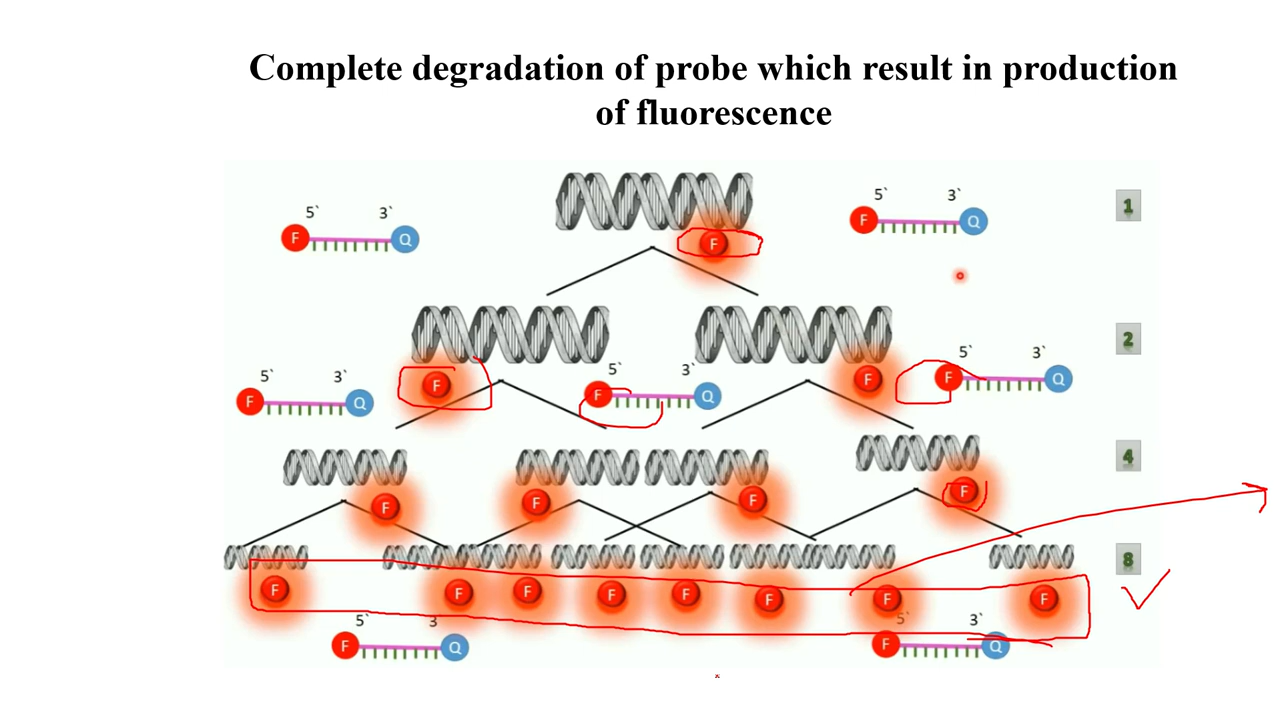 Complete degradation of probe which result in production
of fluorescence
5` 3` 5` 3` 1
F Q F F Q
2
5` 3` 5` 3` 5` 3`
F Q F F Q F F Q
4
F F F F
8
F F F F F F F F
5` 3 5` 3`
F Q F Q